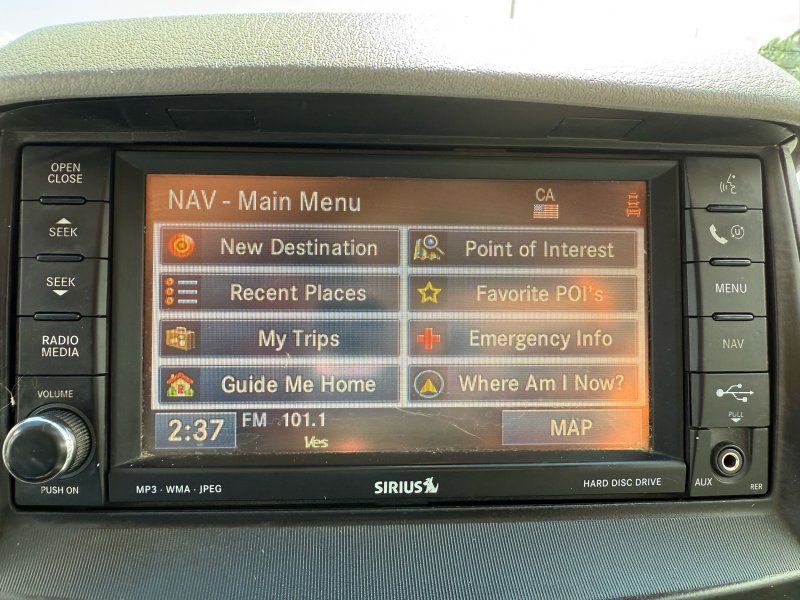 OPEN
CLOSE
SEEK
SEEK
RADIO
MEDIA
VOLUME
PUSH ON
NAV - Main Menu
CA
New Destination
Point of Interest
Recent Places
Favorite POI's
My Trips
Emergency Info
Guide Me Home
Where Am I Now?
2:37
FM 101.1
Yes
MAP
MP3 · WMA · JPEG
SIRIUS
HARD DISC DRIVE
MENU
NAV
PULL
AUX
RER